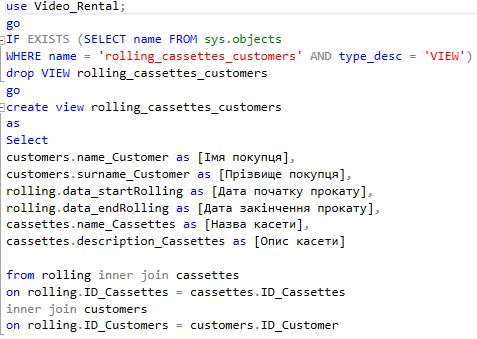 use Video_Rental;
go
IF EXISTS (SELECT name FROM sys.objects
WHERE name = 'rolling_cassettes_customers' AND type_desc = 'VIEW')
drop VIEW rolling_cassettes_customers
go
create view rolling_cassettes_customers
as
Select
customers.name_Customer as [Імя покупця],
customers.surname_Customer as [Прізвище покупця],
rolling.data_startRolling as [Дата початку прокату],
rolling.data_endRolling as [Дата закінчення прокату],
cassettes.name_Cassettes as [Назва касети],
cassettes.description_Cassettes as [Опис касети]
from rolling inner join cassettes
on rolling.ID_Cassettes = cassettes.ID_Cassettes
inner join customers
on rolling.ID_Customers = customers.ID_Customer